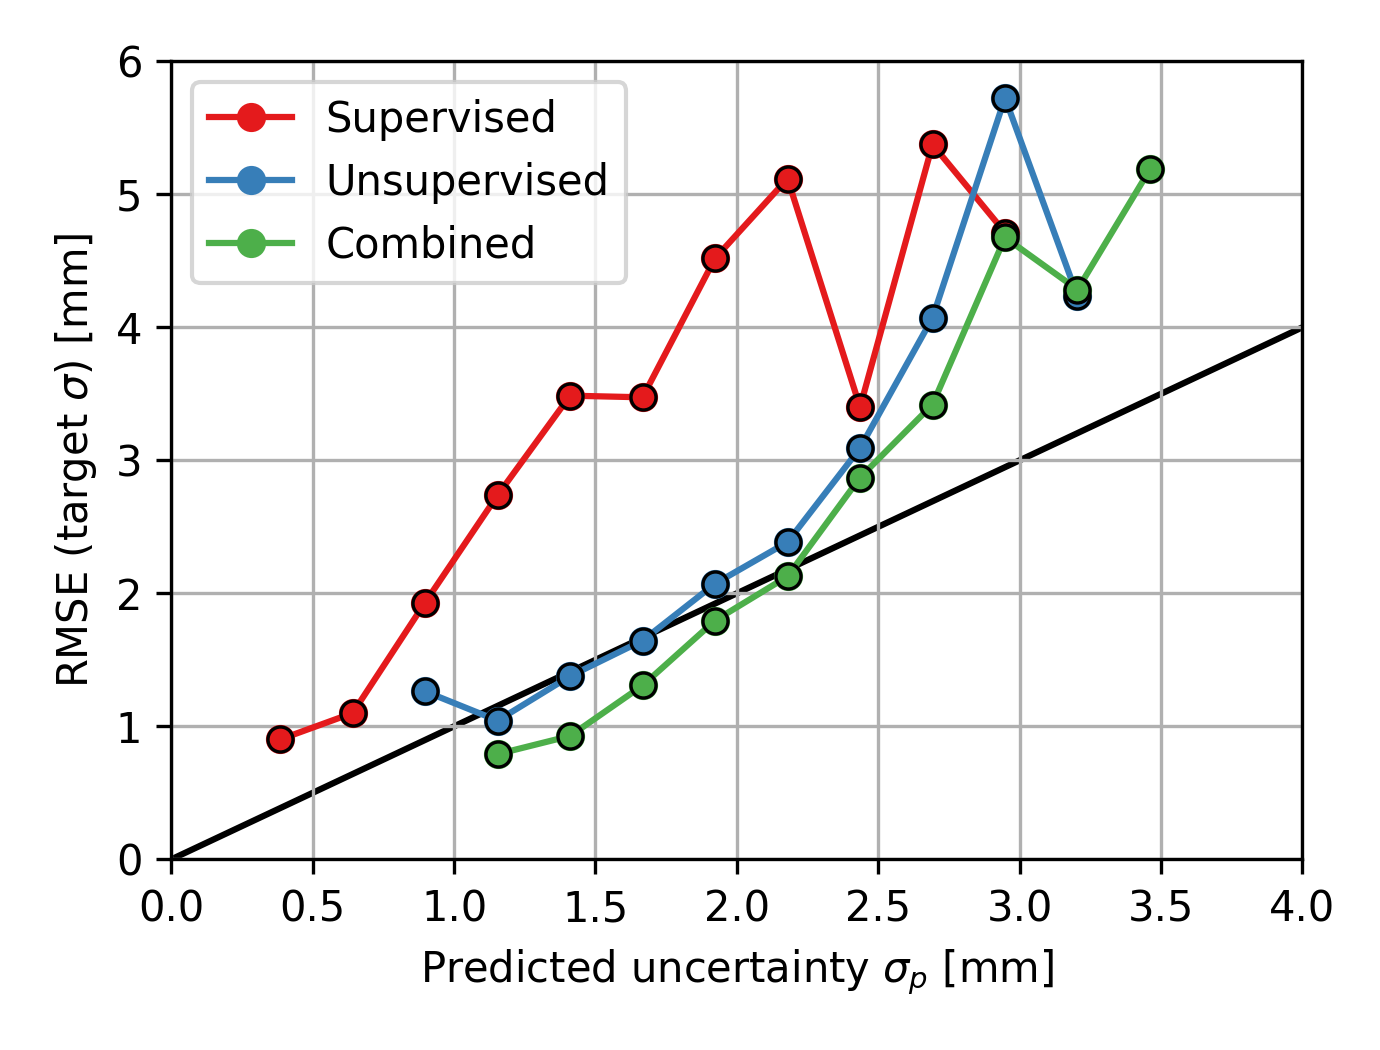 6
5
4
3
2
1
0
RMSE (target σ) [mm]
Supervised
Unsupervised
Combined
0.0 0.5 1.0 1.5 2.0 2.5 3.0 3.5 4.0
Predicted uncertainty σ_p [mm]